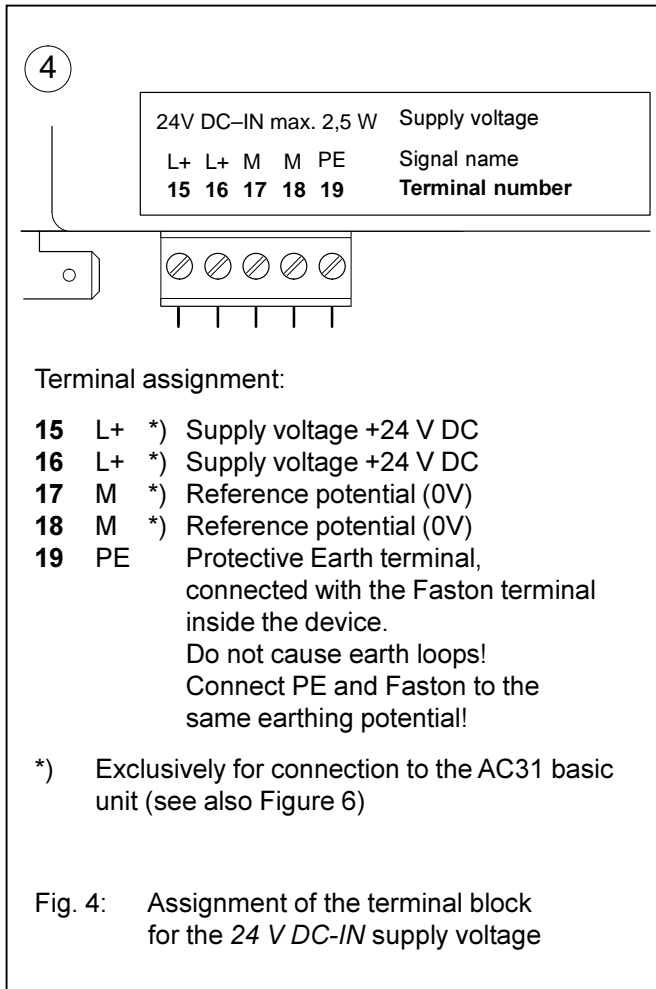 4
24V DC–IN max. 2,5 W Supply voltage
L+ L+ M M PE Signal name
15 16 17 18 19 Terminal number
Terminal assignment:
15 L+ *) Supply voltage +24 V DC
16 L+ *) Supply voltage +24 V DC
17 M *) Reference potential (0V)
18 M *) Reference potential (0V)
19 PE Protective Earth terminal,
connected with the Faston terminal
inside the device.
Do not cause earth loops!
Connect PE and Faston to the
same earthing potential!
*) Exclusively for connection to the AC31 basic
unit (see also Figure 6)
Fig. 4: Assignment of the terminal block
for the 24 V DC-IN supply voltage